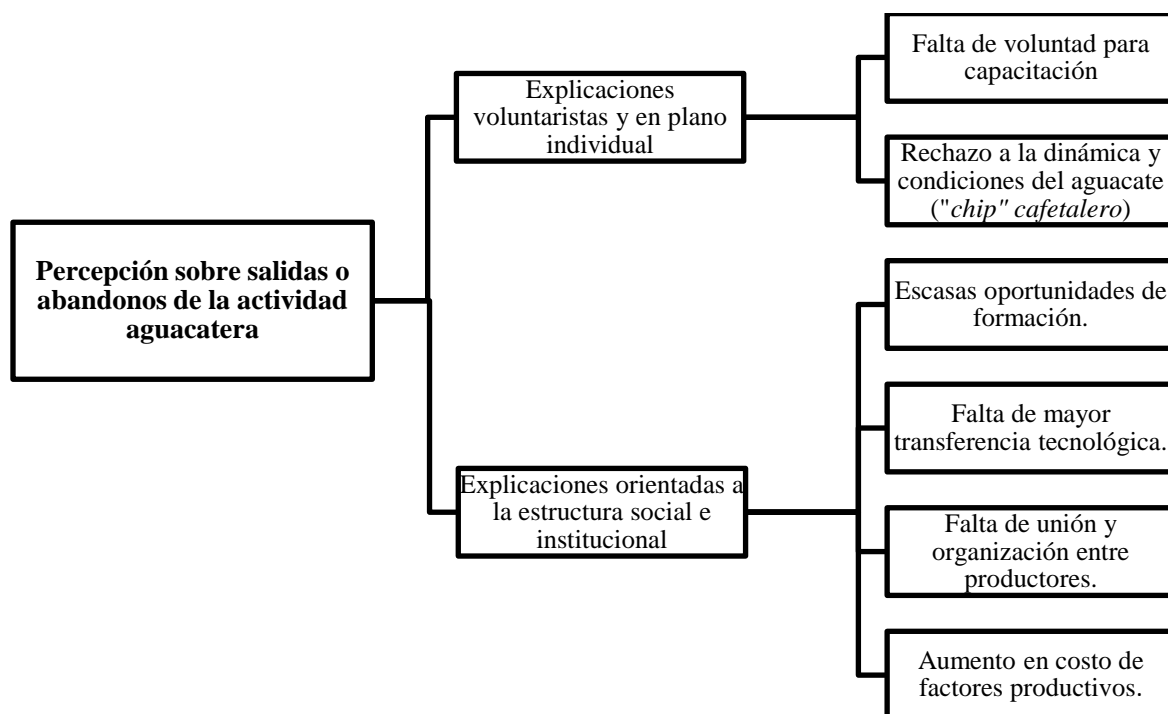 Percepción sobre salidas o
abandonos de la actividad
aguacatera
Explicaciones
voluntaristas y en plano
individual
Falta de voluntad para
capacitación
Rechazo a la dinámica y
condiciones del aguacate
("chip" cafetalero)
Explicaciones orientadas a
la estructura social e
institucional
Escasas oportunidades de
formación.
Falta de mayor
transferencia tecnológica.
Falta de unión y
organización entre
productores.
Aumento en costo de
factores productivos.